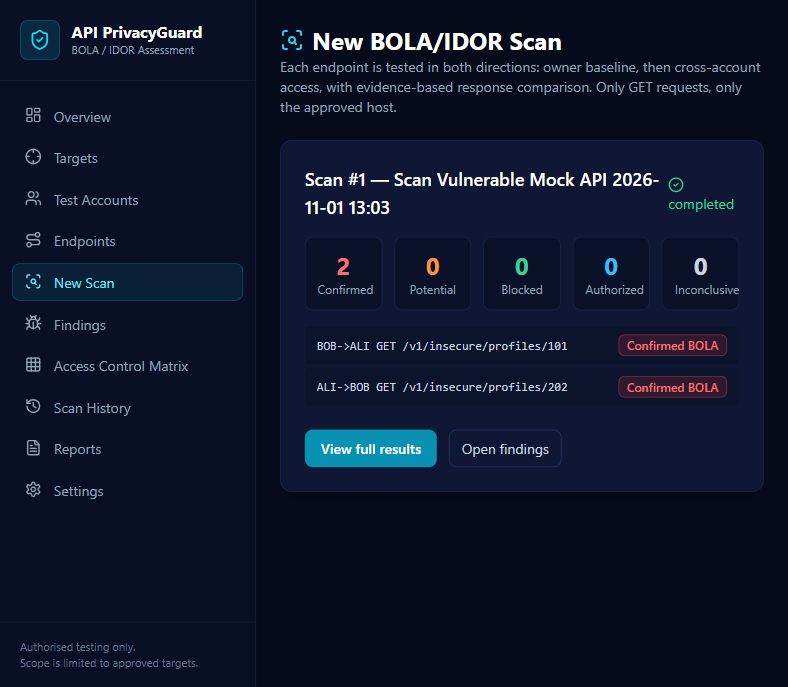 API PrivacyGuard
BOLA / IDOR Assessment
Overview
Targets
Test Accounts
Endpoints
New Scan
Findings
Access Control Matrix
Scan History
Reports
Settings
Authorised testing only.
Scope is limited to approved targets.
New BOLA/IDOR Scan
Each endpoint is tested in both directions: owner baseline, then cross-account
access, with evidence-based response comparison. Only GET requests, only
the approved host.
Scan #1 — Scan Vulnerable Mock API 2026-
11-01 13:03
completed
2 0 0 0 0
Confirmed Potential Blocked Authorized Inconclusive
BOB->ALI GET /v1/insecure/profiles/101 Confirmed BOLA
ALI->BOB GET /v1/insecure/profiles/202 Confirmed BOLA
View full results Open findings